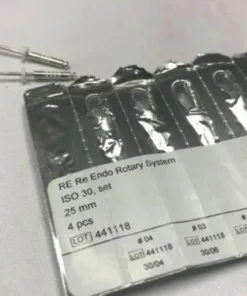 RE Re Endo Rotary System
ISO 30, set
25 mm
4 pcs
LOT 441118
# 04
LOT 441118
30/04
# 03
LOT 441118
30/06